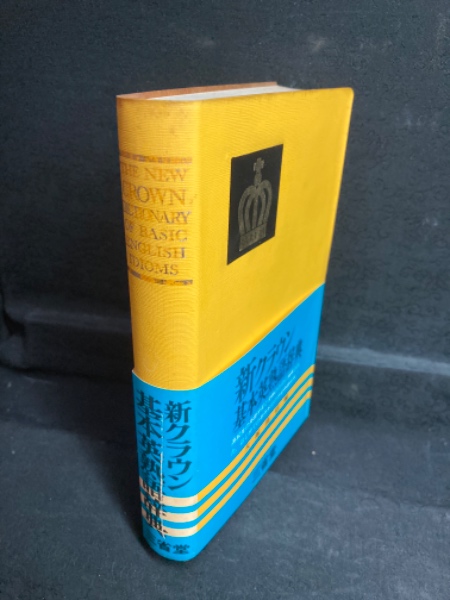 THE NEW
CROWN
DICTIONARY
OF BASIC
ENGLISH
IDIOMS
新クラウン
基本英熟語辞典
新クラウン
基本英熟語辞典
三省堂